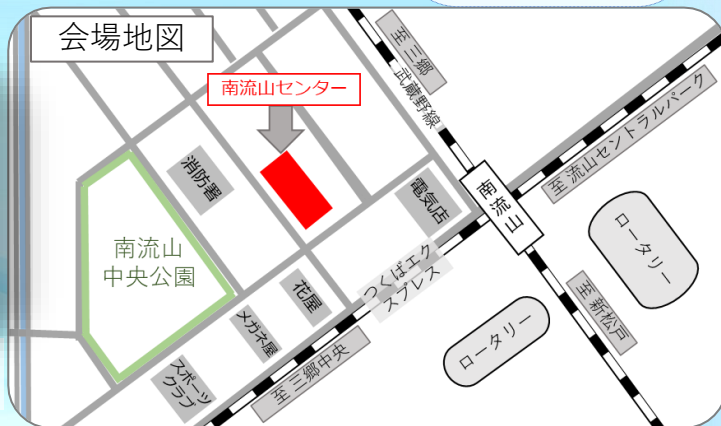 会場地図
南流山センター
至三郷
武蔵野線
至流山セントラルパーク
消防署
電気店
南流山
ロータリー
南流山
中央公園
つくばエク
スプレス
花屋
メガネ屋
至新松戸
ロータリー
スポーツ
クラブ
至三郷中央